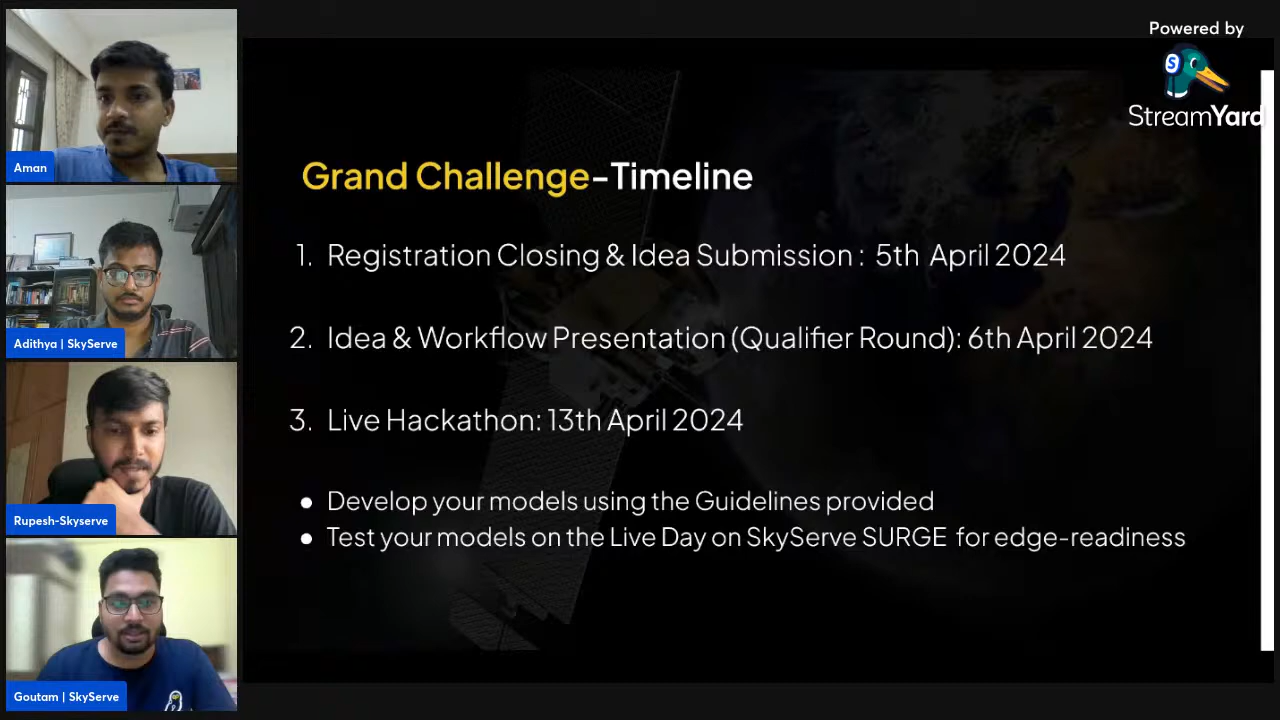 Powered by
S
StreamYard
Aman
Adithya | SkyServe
Rupesh-Skyserve
Goutam | SkyServe
Grand Challenge-Timeline
1. Registration Closing & Idea Submission : 5th April 2024
2. Idea & Workflow Presentation (Qualifier Round): 6th April 2024
3. Live Hackathon: 13th April 2024
● Develop your models using the Guidelines provided
● Test your models on the Live Day on SkyServe SURGE for edge-readiness